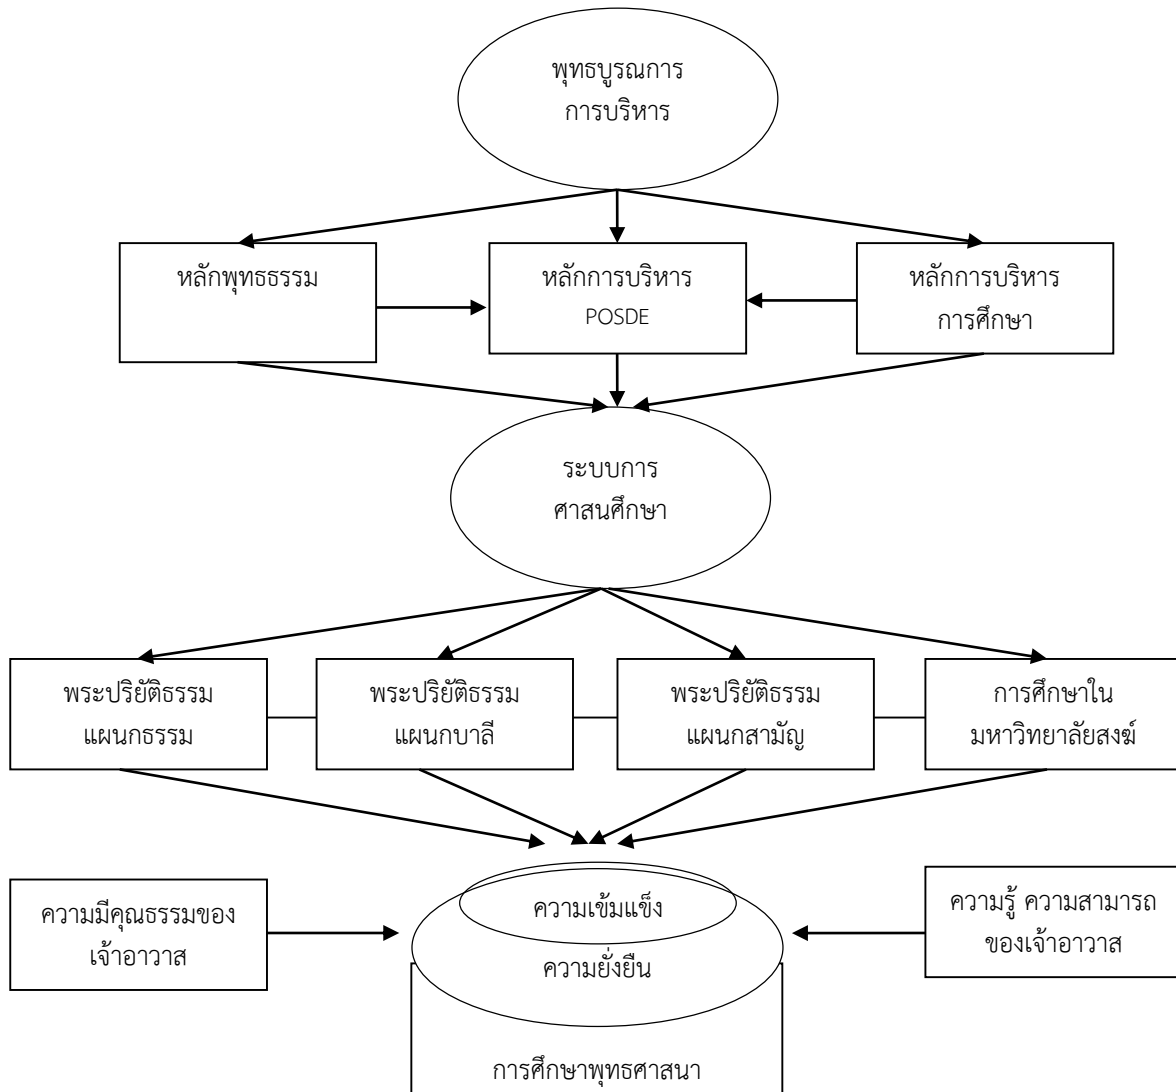 พุทธบูรณการ
การบริหาร
หลักพุทธธรรม
หลักการบริหาร
POSDE
หลักการบริหาร
การศึกษา
ระบบการ
ศาสนศึกษา
พระปริยัติธรรม
แผนกธรรม
พระปริยัติธรรม
แผนกบาลี
พระปริยัติธรรม
แผนกสามัญ
การศึกษาใน
มหาวิทยาลัยสงฆ์
ความมีคุณธรรมของ
เจ้าอาวาส
ความเข้มแข็ง
ความยั่งยืน
ความรู้ ความสามารถ
ของเจ้าอาวาส
การศึกษาพุทธศาสนา